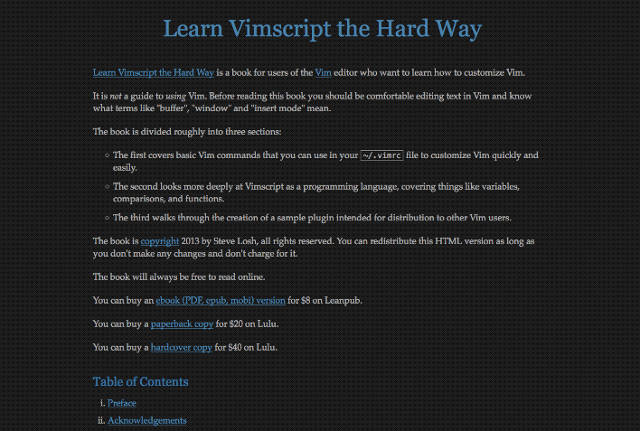 Learn Vimscript the Hard Way
Learn Vimscript the Hard Way is a book for users of the Vim editor who want to learn how to customize Vim.
It is not a guide to using Vim. Before reading this book you should be comfortable editing text in Vim and know
what terms like "buffer", "window" and "insert mode" mean.
The book is divided roughly into three sections:
The first covers basic Vim commands that you can use in your ~/.vimrc file to customize Vim quickly and
easily.
The second looks more deeply at Vimscript as a programming language, covering things like variables,
comparisons, and functions.
The third walks through the creation of a sample plugin intended for distribution to other Vim users.
The book is copyright 2013 by Steve Losh, all rights reserved. You can redistribute this HTML version as long as
you don't make any changes and don't charge for it.
The book will always be free to read online.
You can buy an ebook (PDF, epub, mobi) version for $8 on Leanpub.
You can buy a paperback copy for $20 on Lulu.
You can buy a hardcover copy for $40 on Lulu.
Table of Contents
i. Preface
ii. Acknowledgements